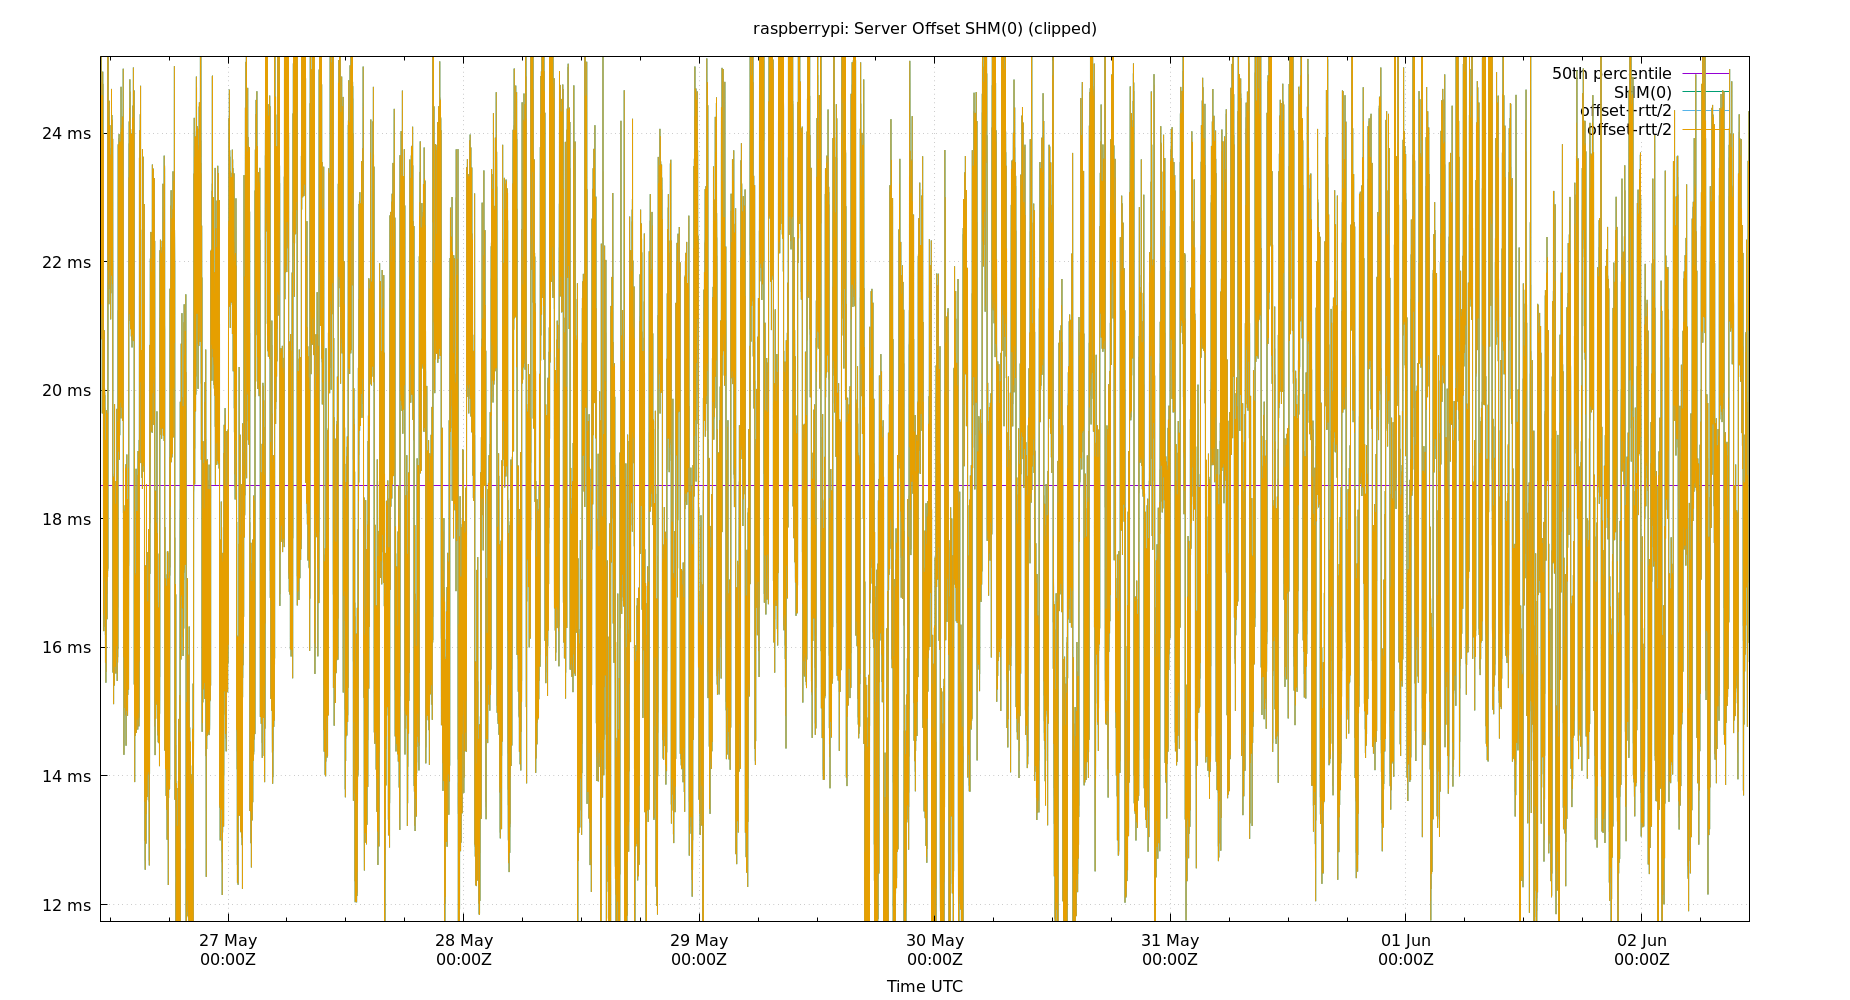 raspberrypi: Server Offset SHM(0) (clipped)
50th percentile
SHM(0)
offset+rtt/2
offset-rtt/2
24 ms
22 ms
20 ms
18 ms
16 ms
14 ms
12 ms
27 May 28 May 29 May 30 May 31 May 01 Jun 02 Jun
00:00Z 00:00Z 00:00Z 00:00Z 00:00Z 00:00Z 00:00Z
Time UTC